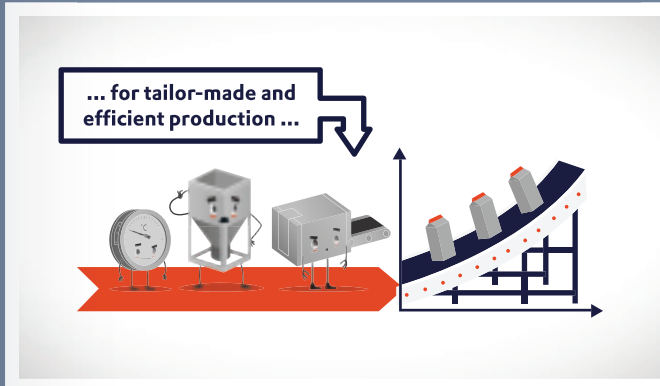 ... for tailor-made and
efficient production ...
°C